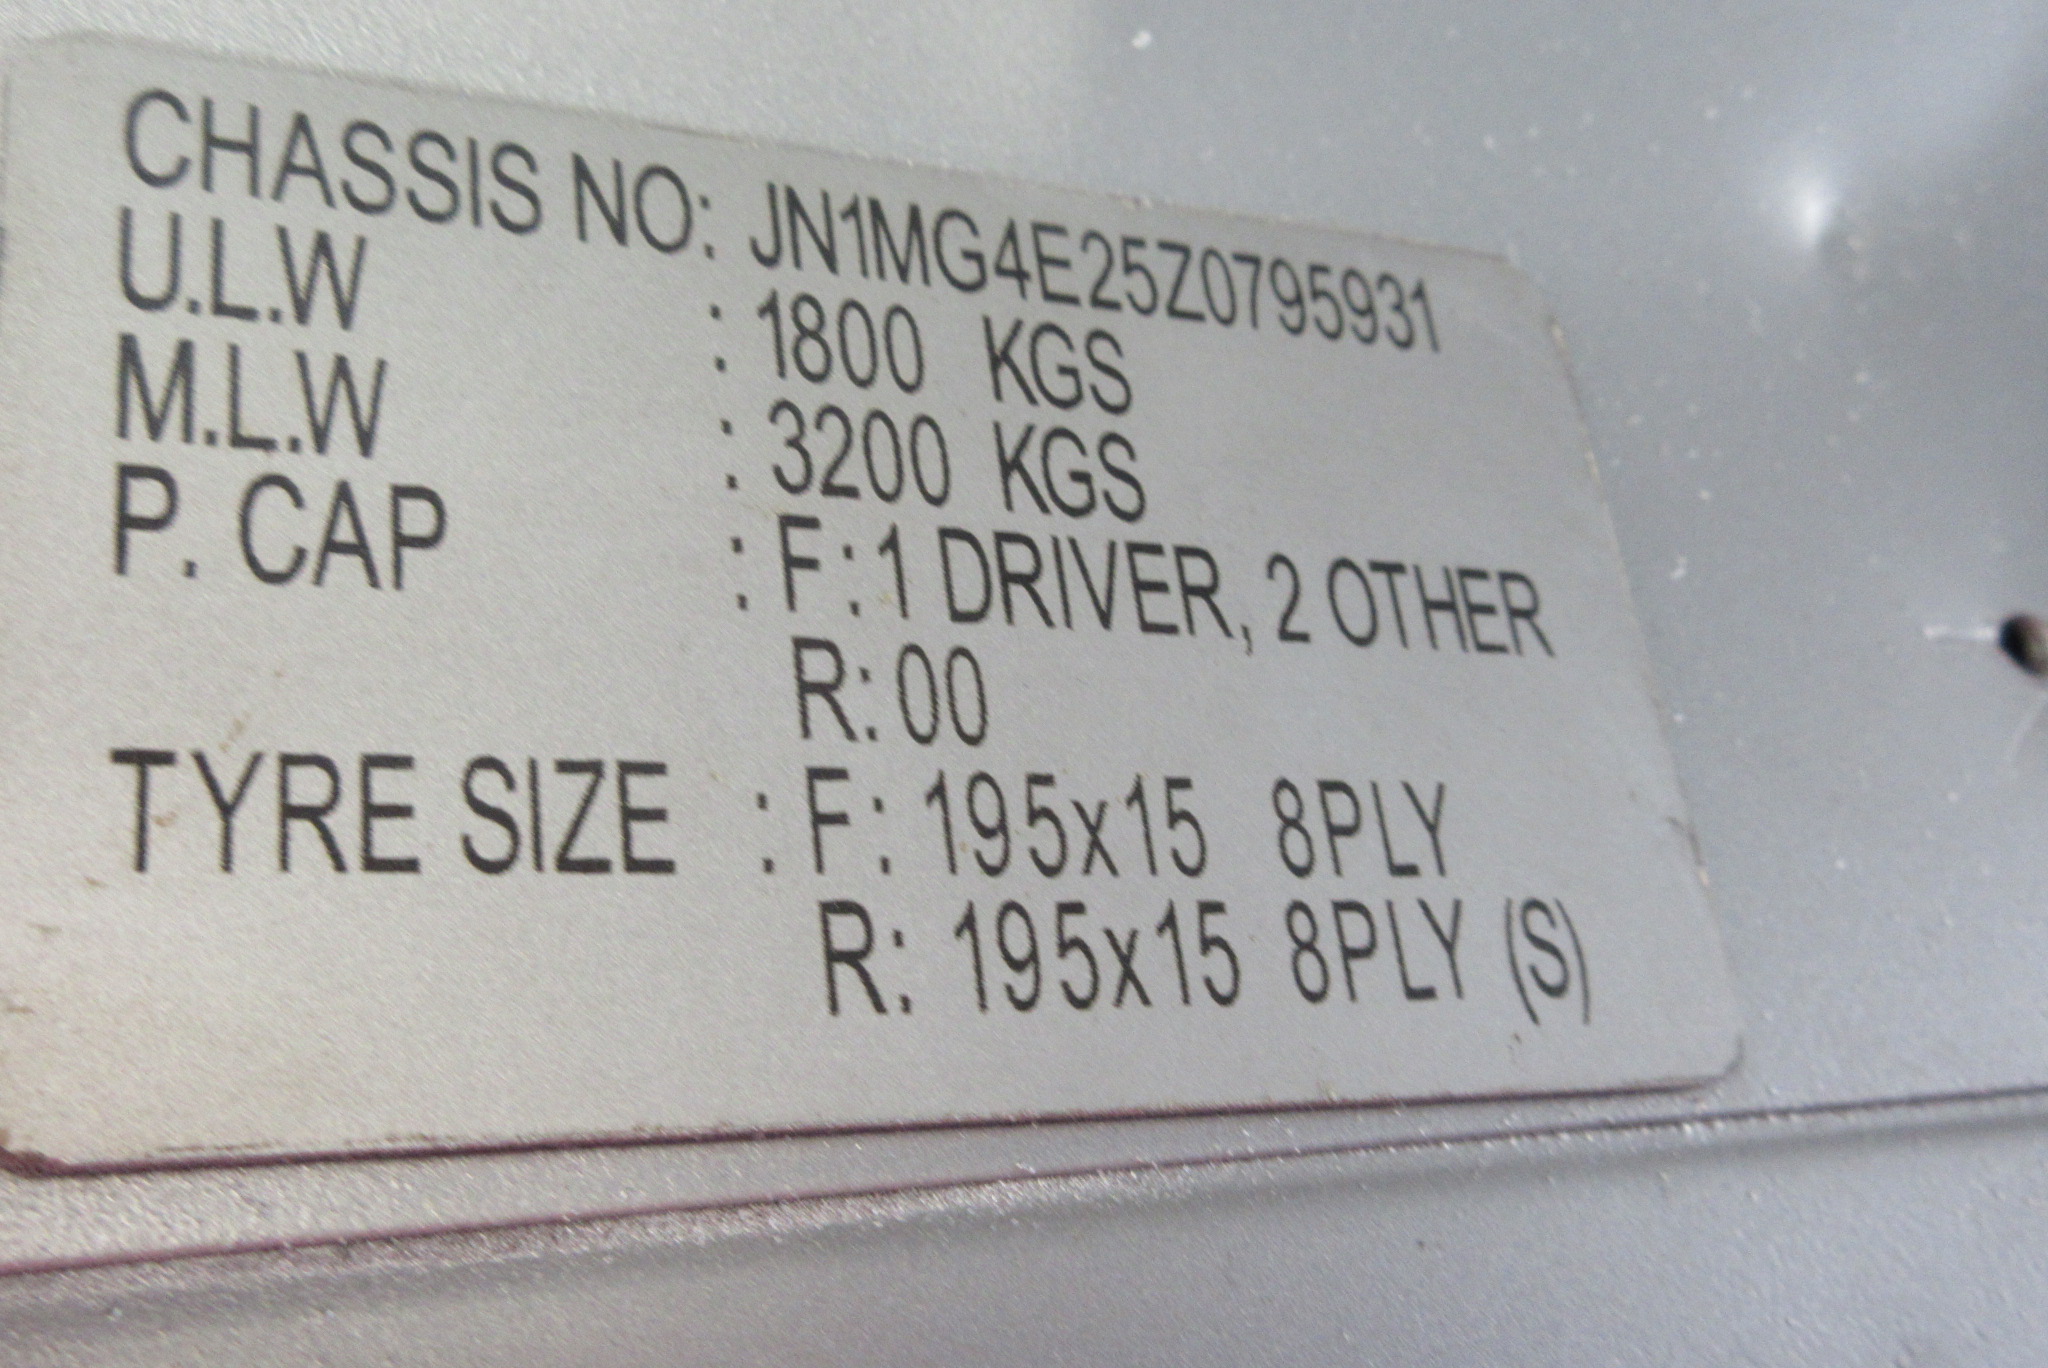 CHASSIS NO: JN1MG4E25Z0795931
U.L.W : 1800 KGS
M.L.W : 3200 KGS
P. CAP : F: 1 DRIVER, 2 OTHER
R: 00
TYRE SIZE : F: 195x15 8PLY
R: 195x15 8PLY (S)